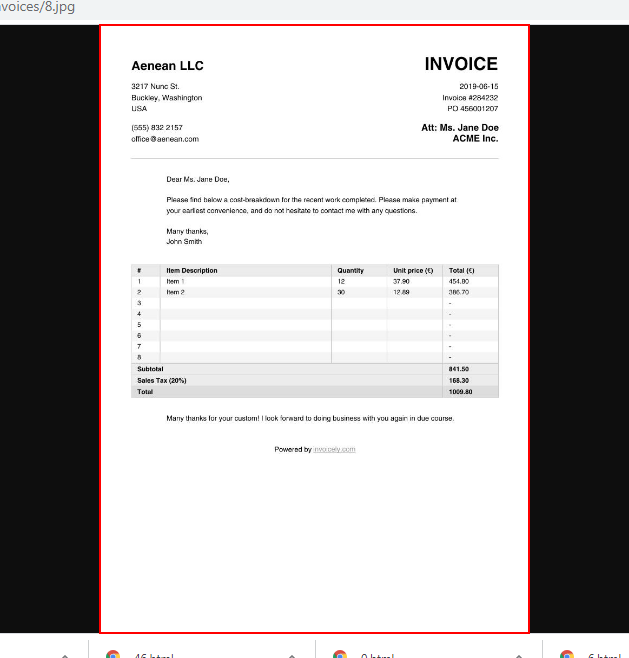 voices/8.jpg
Aenean LLC
INVOICE
3217 Nunc St.
Buckley, Washington
USA
2019-06-15
Invoice #284232
PO 456001207
(555) 832 2157
office@aenean.com
Att: Ms. Jane Doe
ACME Inc.
Dear Ms. Jane Doe,
Please find below a cost-breakdown for the recent work completed. Please make payment at
your earliest convenience, and do not hesitate to contact me with any questions.
Many thanks,
John Smith
# Item Description Quantity Unit price (€) Total (€)
1 Item 1 12 37.90 454.80
2 Item 2 30 12.89 386.70
3 -
4 -
5 -
6 -
7 -
8 -
Subtotal 841.50
Sales Tax (20%) 168.30
Total 1009.80
Many thanks for your custom! I look forward to doing business with you again in due course.
Powered by invoicely.com